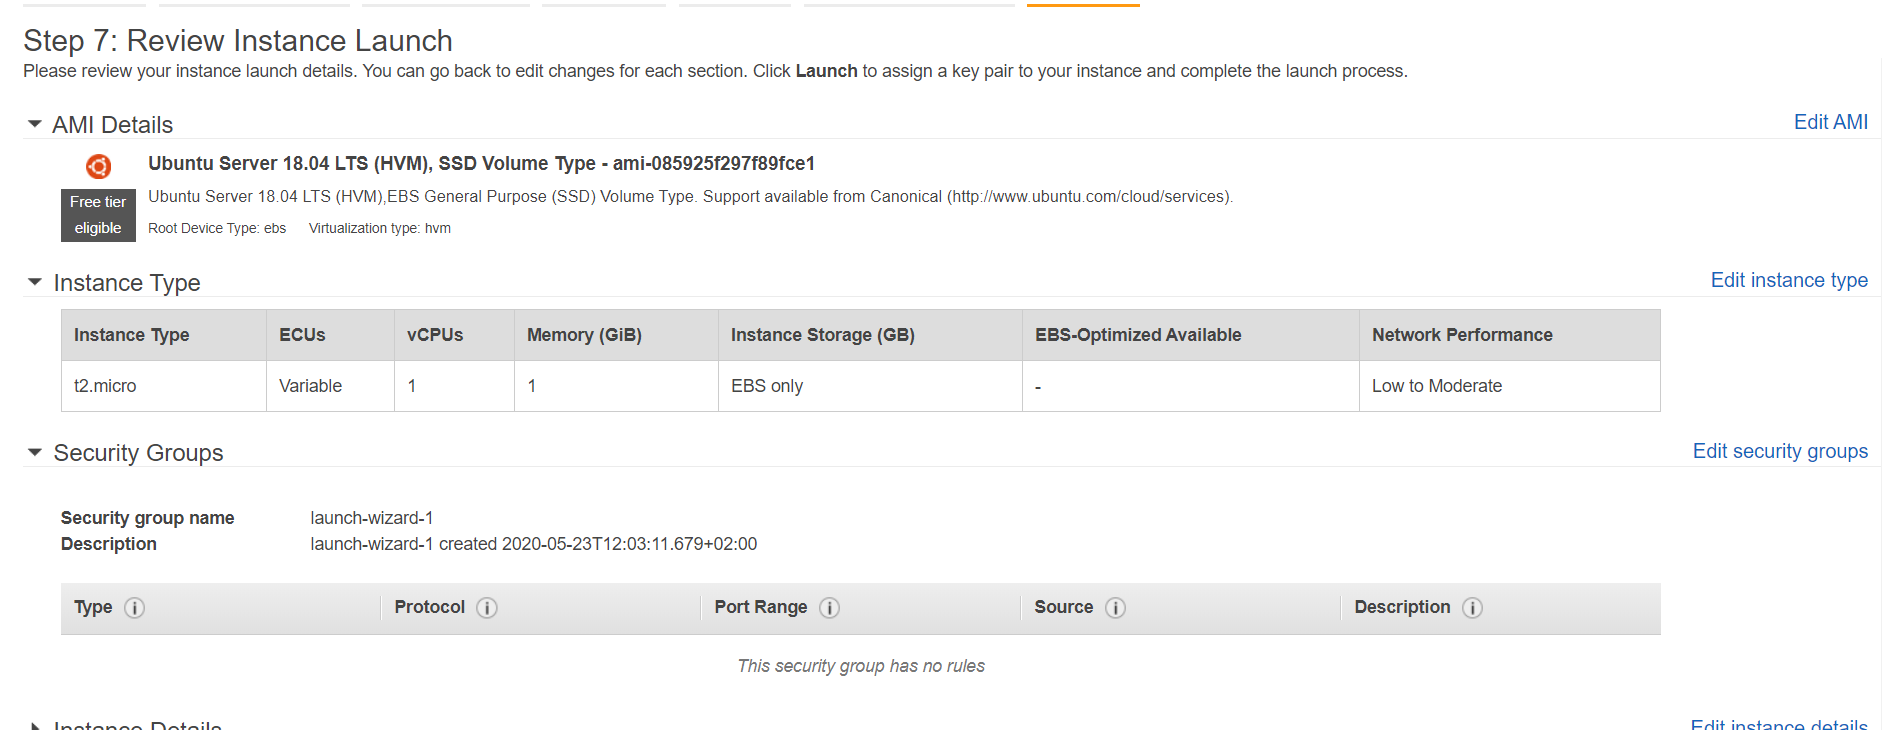 Step 7: Review Instance Launch
Please review your instance launch details. You can go back to edit changes for each section. Click Launch to assign a key pair to your instance and complete the launch process.
AMI Details
Edit AMI
Ubuntu Server 18.04 LTS (HVM), SSD Volume Type - ami-085925f297f89fce1
Free tier
eligible
Ubuntu Server 18.04 LTS (HVM),EBS General Purpose (SSD) Volume Type. Support available from Canonical (http://www.ubuntu.com/cloud/services).
Root Device Type: ebs Virtualization type: hvm
Instance Type
Edit instance type
Instance Type ECUs vCPUs Memory (GiB) Instance Storage (GB) EBS-Optimized Available Network Performance
t2.micro Variable 1 1 EBS only - Low to Moderate
Security Groups
Edit security groups
Security group name launch-wizard-1
Description launch-wizard-1 created 2020-05-23T12:03:11.679+02:00
Type i Protocol i Port Range i Source i Description i
This security group has no rules
Instance Details
Edit instance details